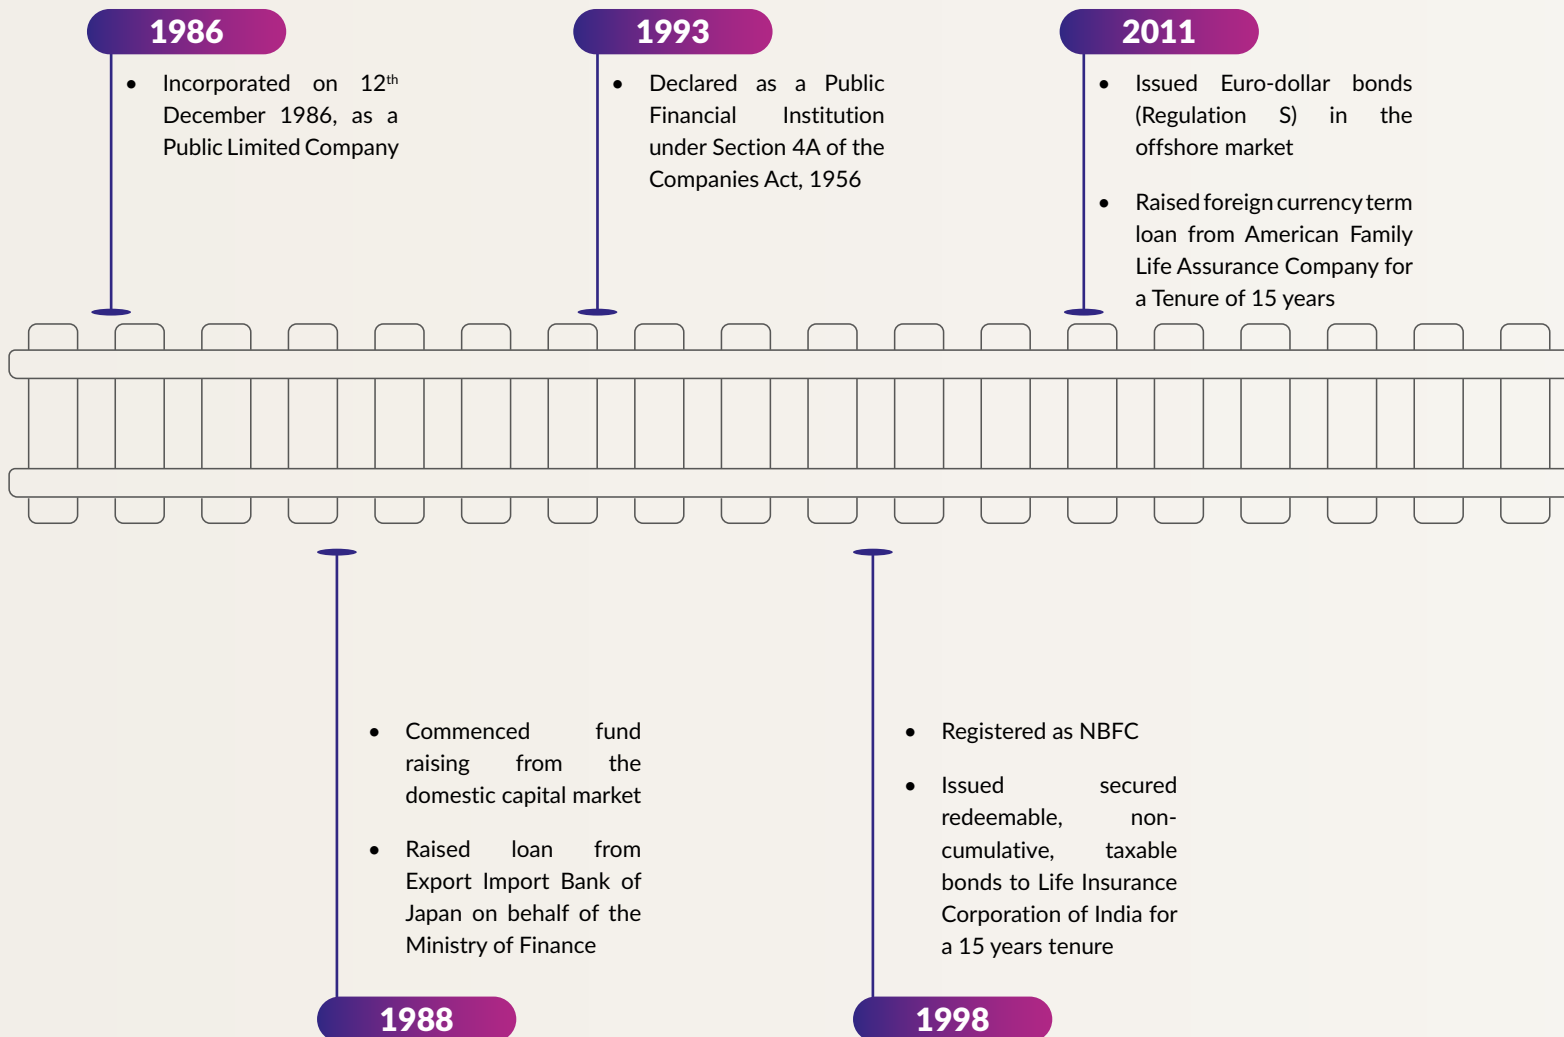 1986
• Incorporated on 12th
December 1986, as a
Public Limited Company
1993
• Declared as a Public
Financial Institution
under Section 4A of the
Companies Act, 1956
2011
• Issued Euro-dollar bonds
(Regulation S) in the
offshore market
• Raised foreign currency term
loan from American Family
Life Assurance Company for
a Tenure of 15 years
• Commenced fund
raising from the
domestic capital market
• Raised loan from
Export Import Bank of
Japan on behalf of the
Ministry of Finance
1988
• Registered as NBFC
• Issued secured
redeemable, non-
cumulative, taxable
bonds to Life Insurance
Corporation of India for
a 15 years tenure
1998